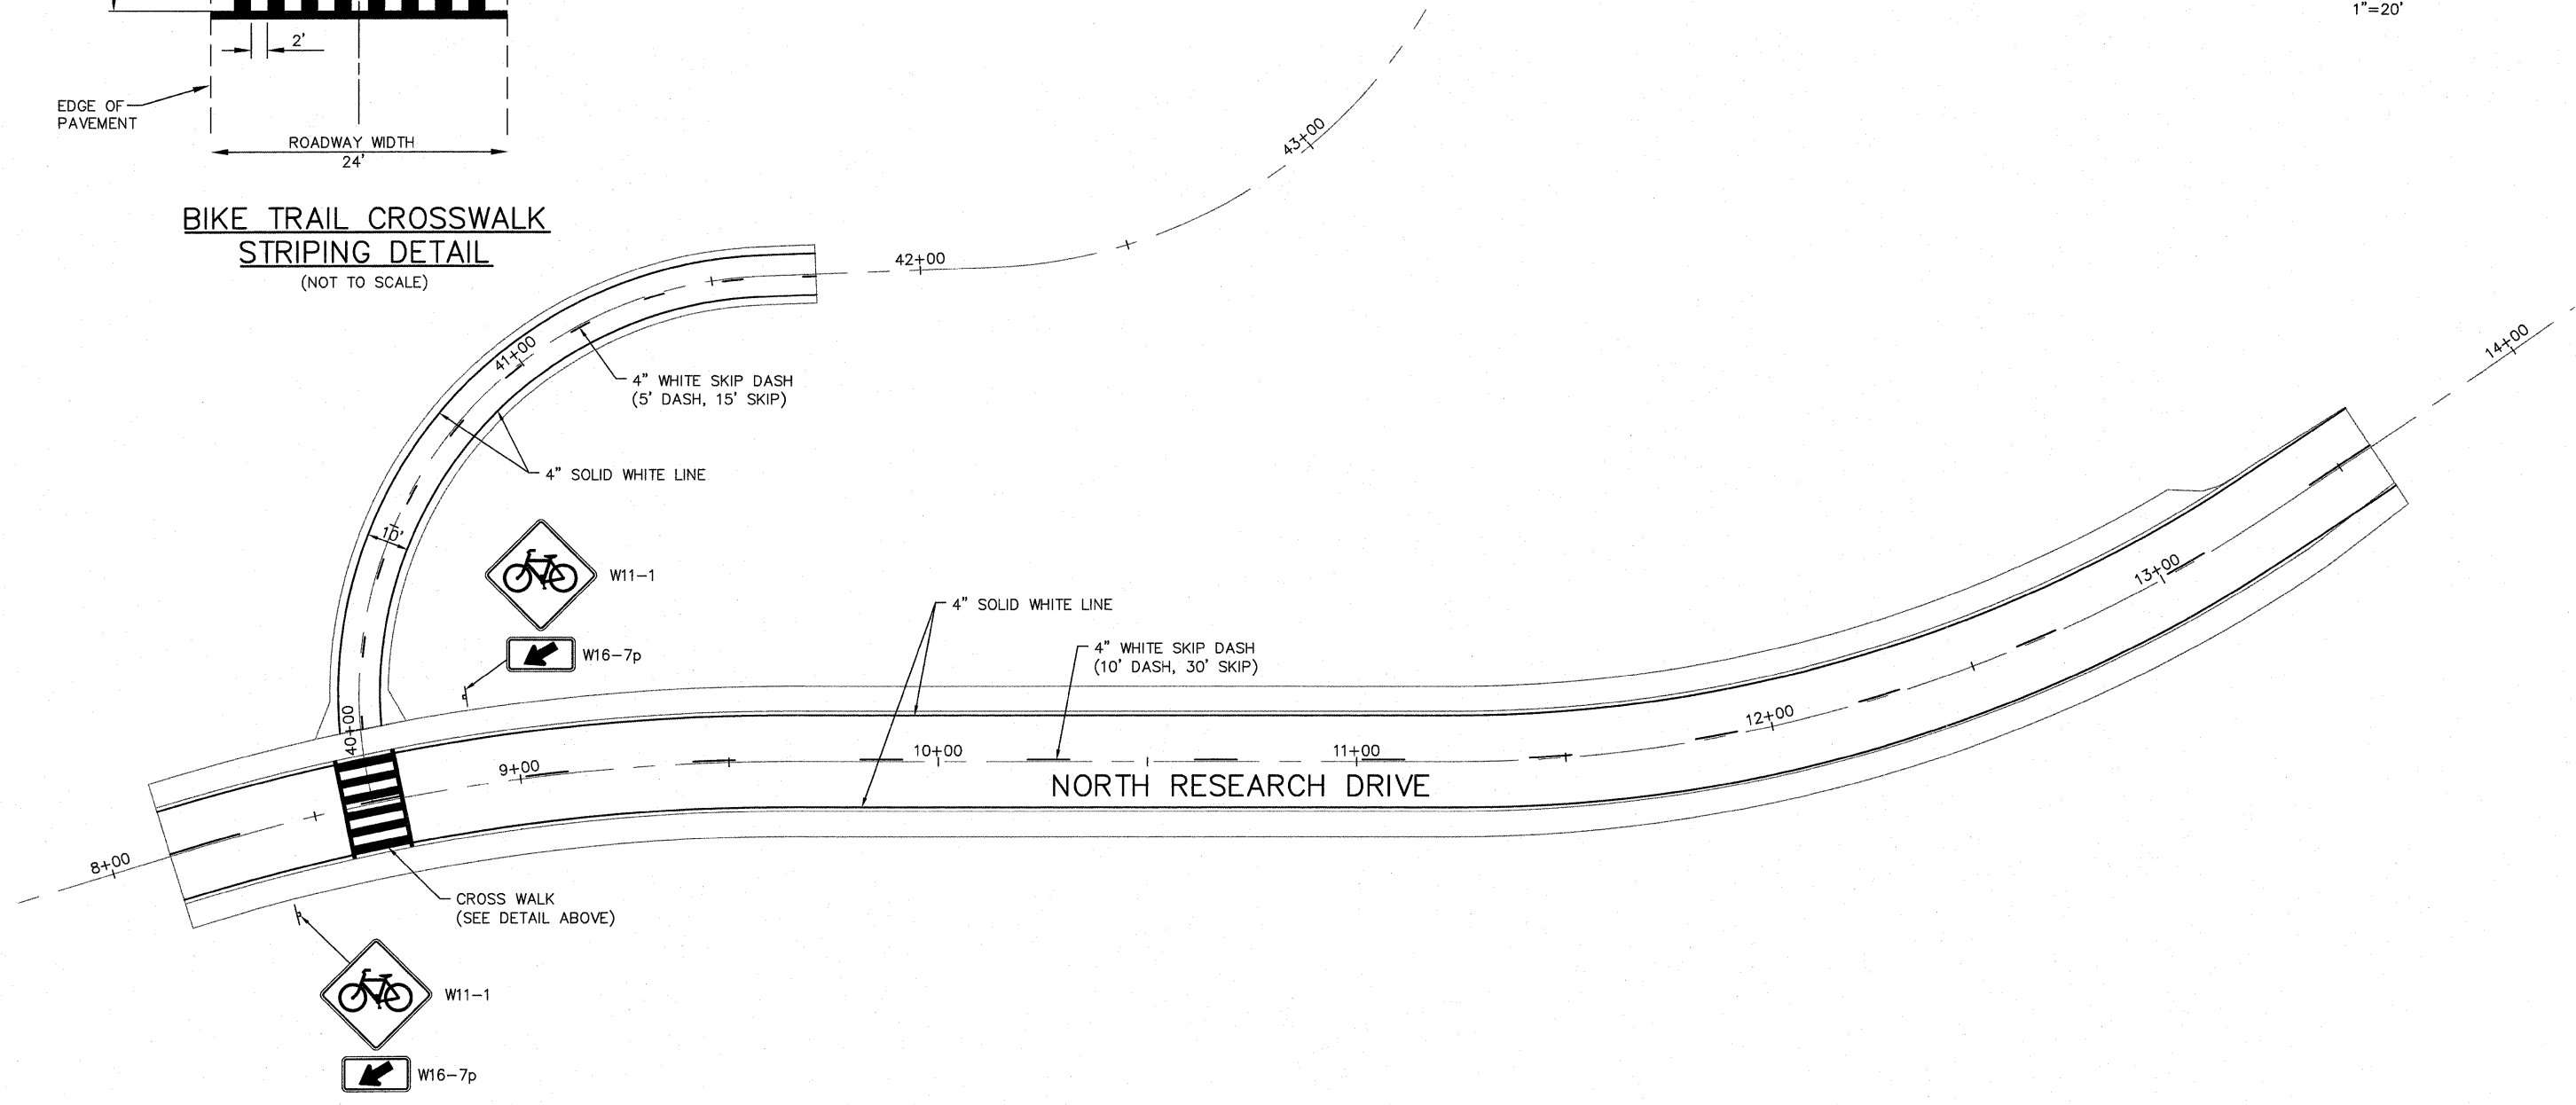 1"=20'
2'
EDGE OF
PAVEMENT
ROADWAY WIDTH
24'
BIKE TRAIL CROSSWALK
STRIPING DETAIL
(NOT TO SCALE)
43+00
42+00
41+00
14+00
4" WHITE SKIP DASH
(5' DASH, 15' SKIP)
4" SOLID WHITE LINE
10'
W11-1
13+00
4" SOLID WHITE LINE
4" WHITE SKIP DASH
(10' DASH, 30' SKIP)
W16-7p
40+00
12+00
9+00
10+00
11+00
NORTH RESEARCH DRIVE
8+00
CROSS WALK
(SEE DETAIL ABOVE)
W11-1
W16-7p